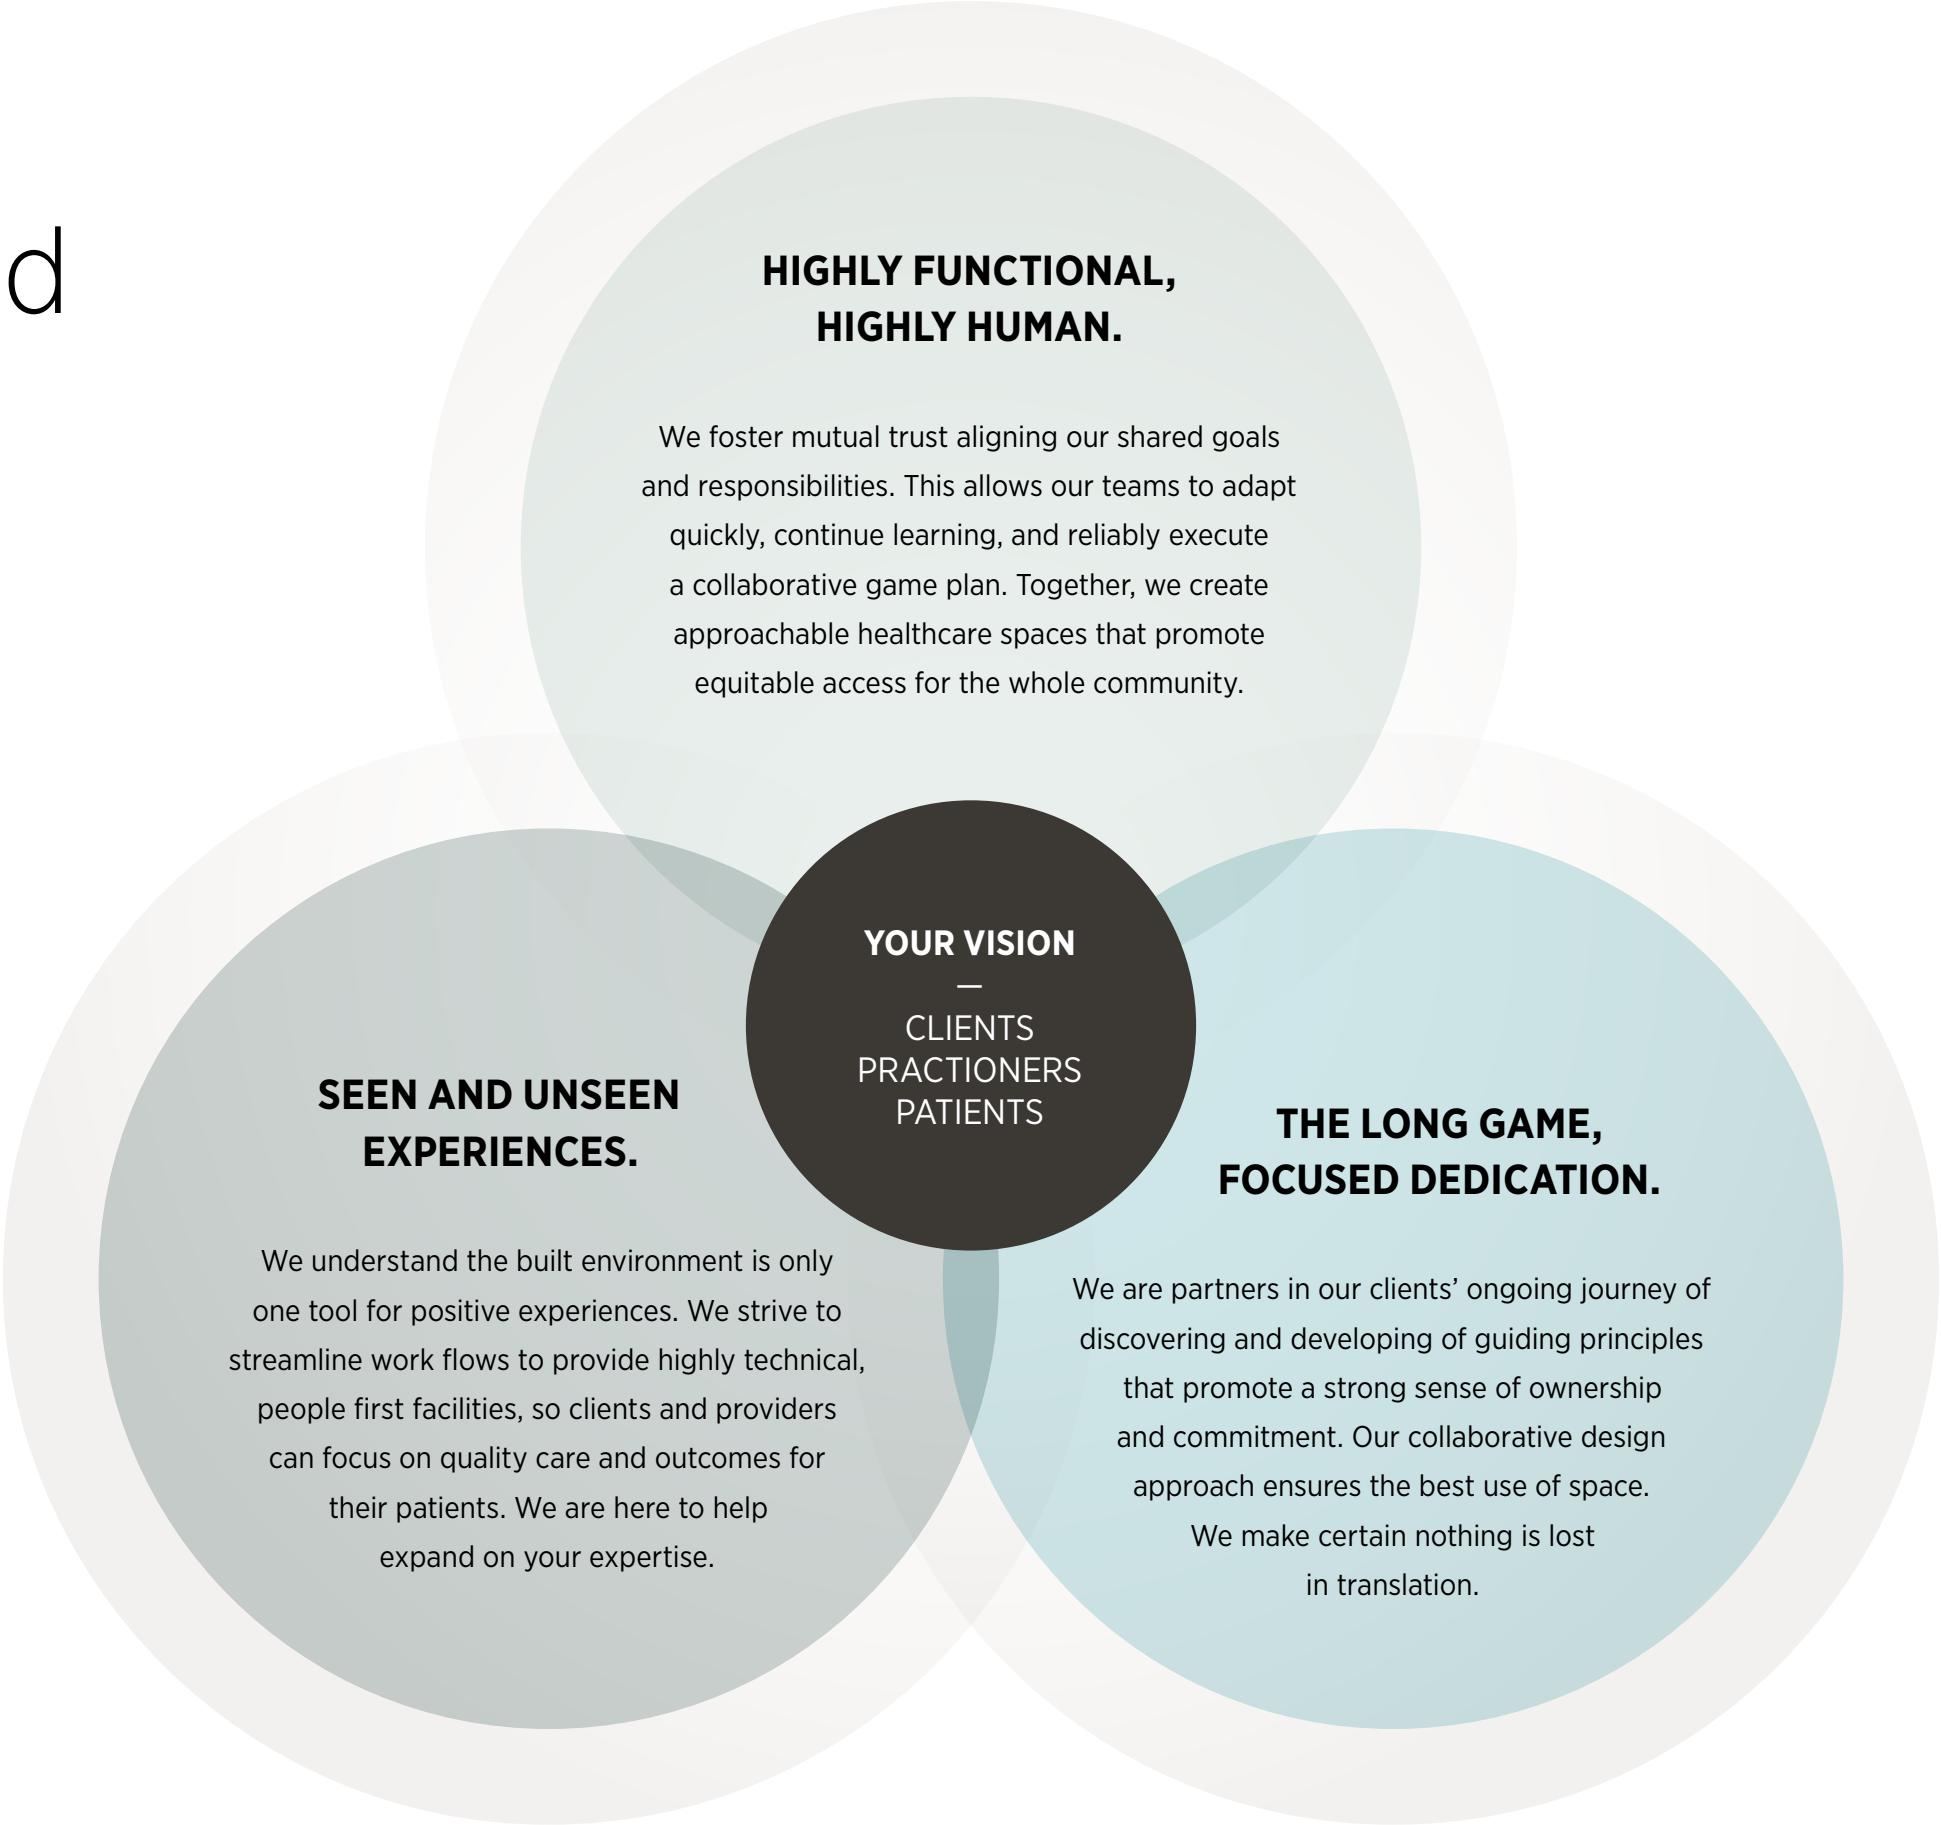 d
HIGHLY FUNCTIONAL,
HIGHLY HUMAN.
We foster mutual trust aligning our shared goals
and responsibilities. This allows our teams to adapt
quickly, continue learning, and reliably execute
a collaborative game plan. Together, we create
approachable healthcare spaces that promote
equitable access for the whole community.
YOUR VISION
—
CLIENTS
PRACTIONERS
PATIENTS
SEEN AND UNSEEN
EXPERIENCES.
We understand the built environment is only
one tool for positive experiences. We strive to
streamline work flows to provide highly technical,
people first facilities, so clients and providers
can focus on quality care and outcomes for
their patients. We are here to help
expand on your expertise.
THE LONG GAME,
FOCUSED DEDICATION.
We are partners in our clients’ ongoing journey of
discovering and developing of guiding principles
that promote a strong sense of ownership
and commitment. Our collaborative design
approach ensures the best use of space.
We make certain nothing is lost
in translation.